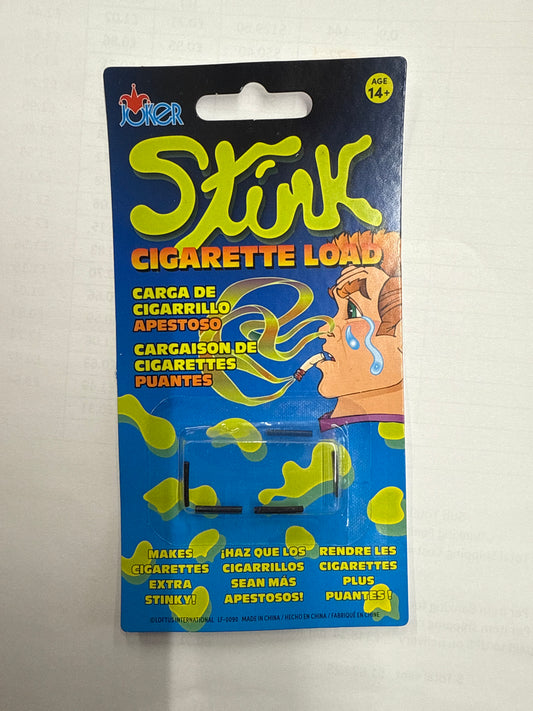 JOKER
AGE
14+
Stink
CIGARETTE LOAD
CARGA DE
CIGARRILLO
APESTOSO
CARGAISON DE
CIGARETTES
PUANTES
MAKES
CIGARETTES
EXTRA
STINKY!
¡HAZ QUE LOS
CIGARRILLOS
SEAN MÁS
APESTOSOS!
RENDRE LES
CIGARETTES
PLUS
PUANTES !
©LOFTUS INTERNATIONAL LF-0090 MADE IN CHINA / HECHO EN CHINA / FABRIQUÉ EN CHINE